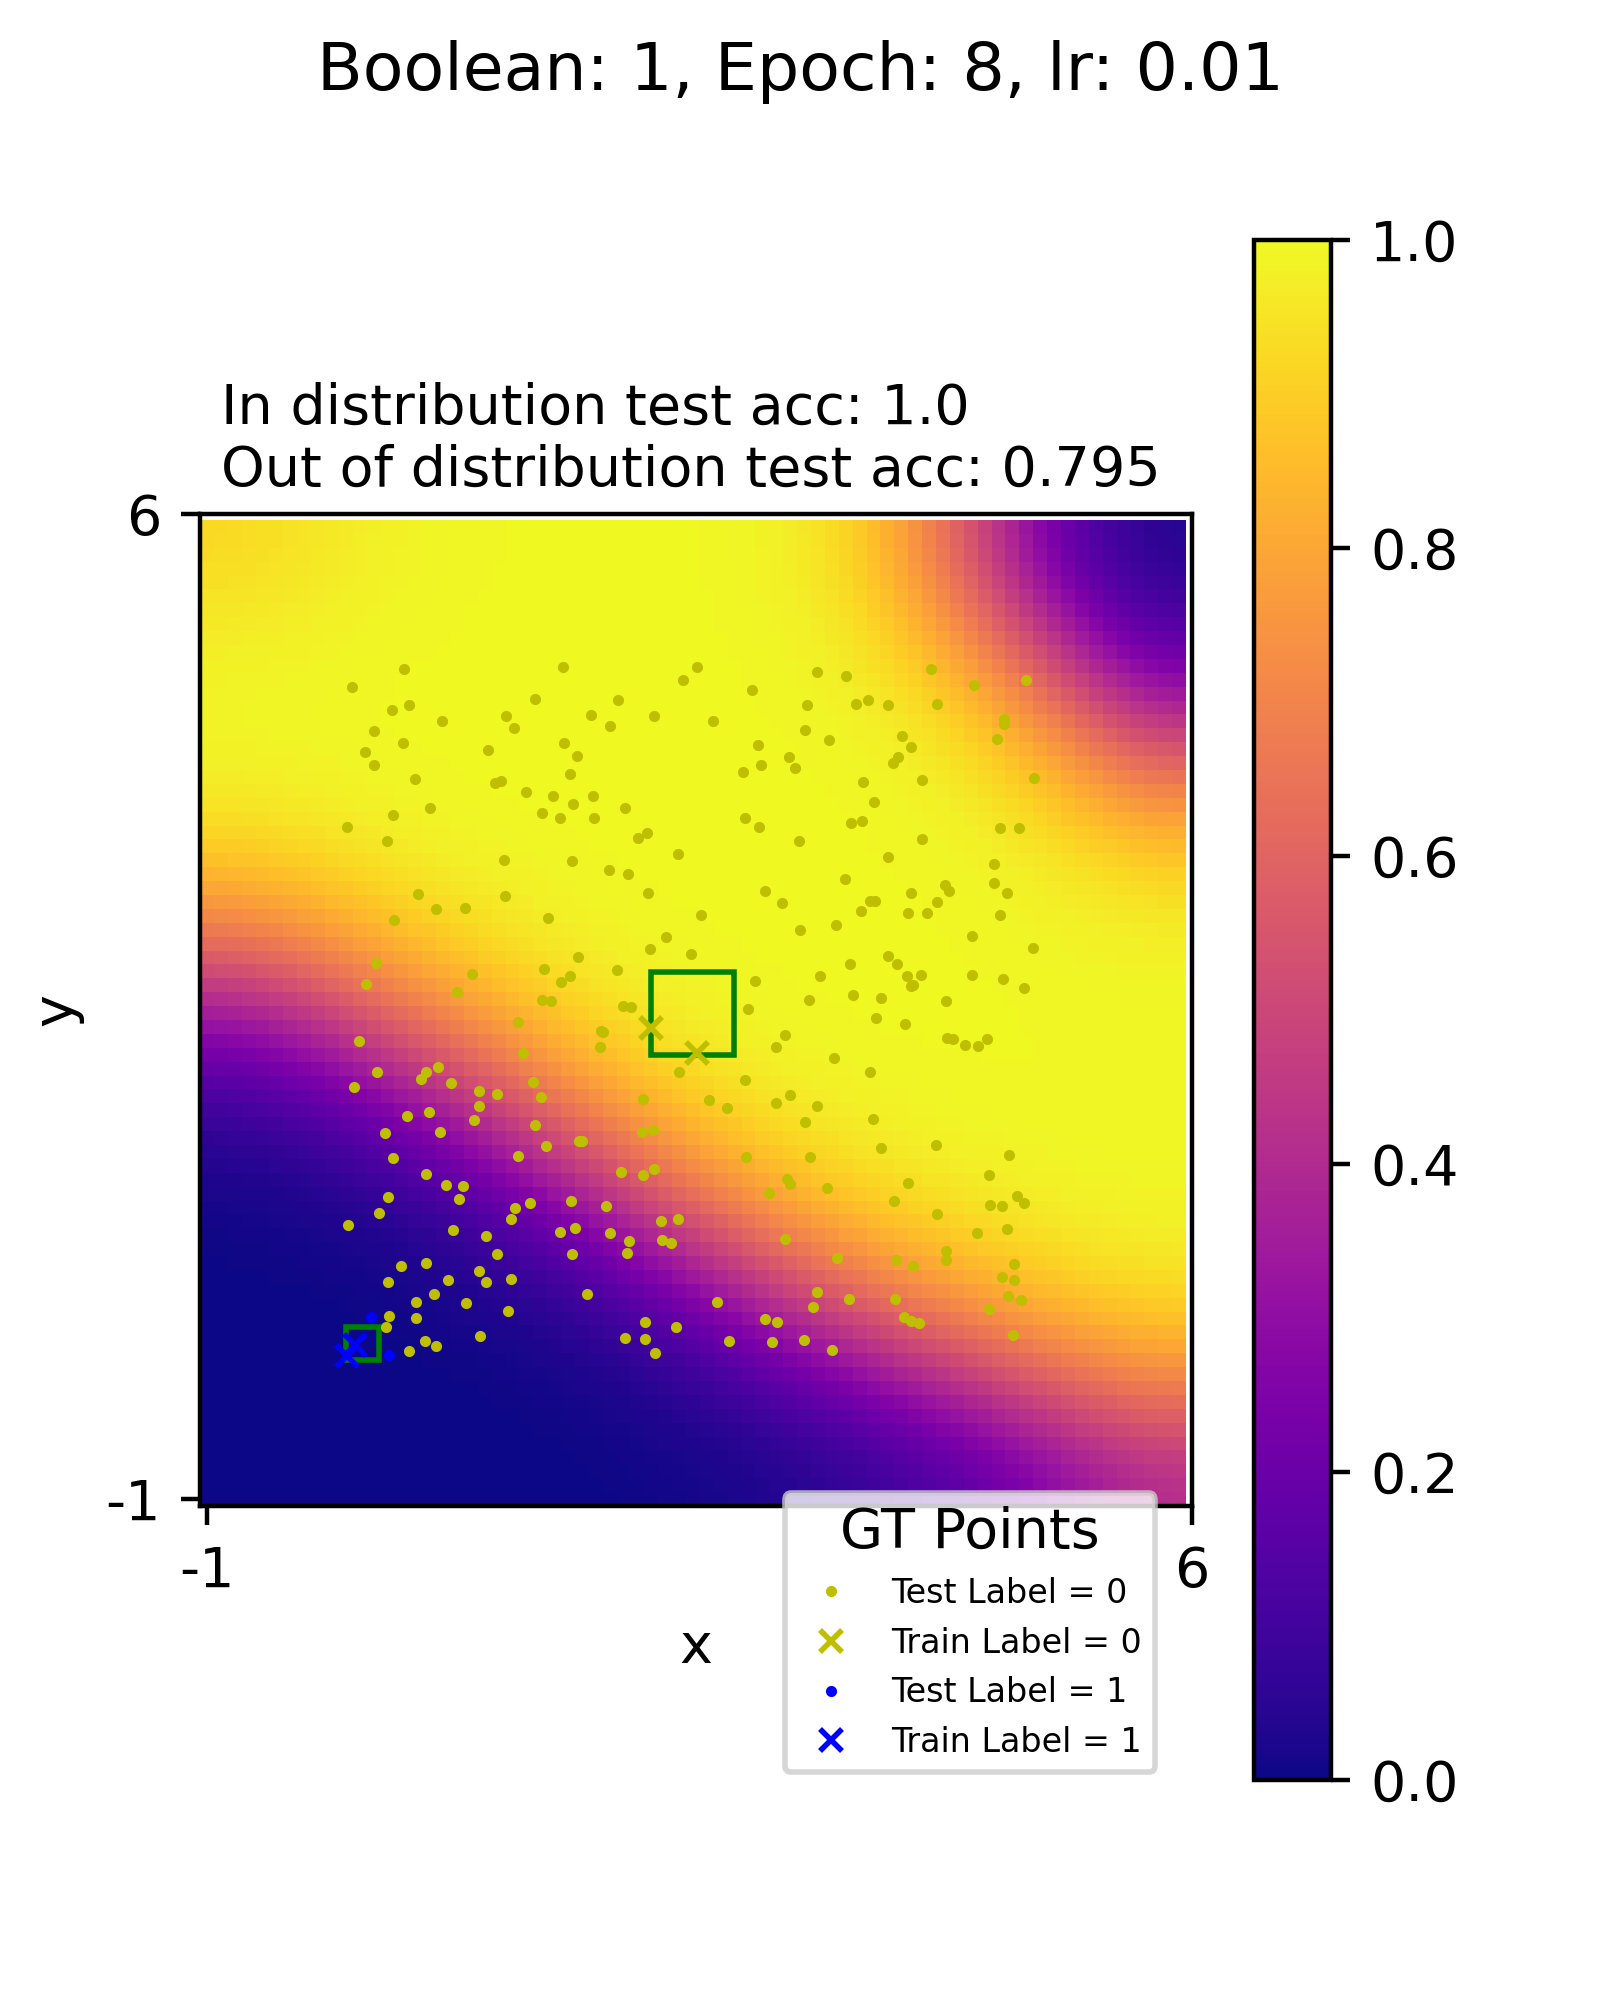 Boolean: 1, Epoch: 8, lr: 0.01
In distribution test acc: 1.0
Out of distribution test acc: 0.795
6
y
-1
-1
6
x
GT Points
Test Label = 0
Train Label = 0
Test Label = 1
Train Label = 1
1.0
0.8
0.6
0.4
0.2
0.0